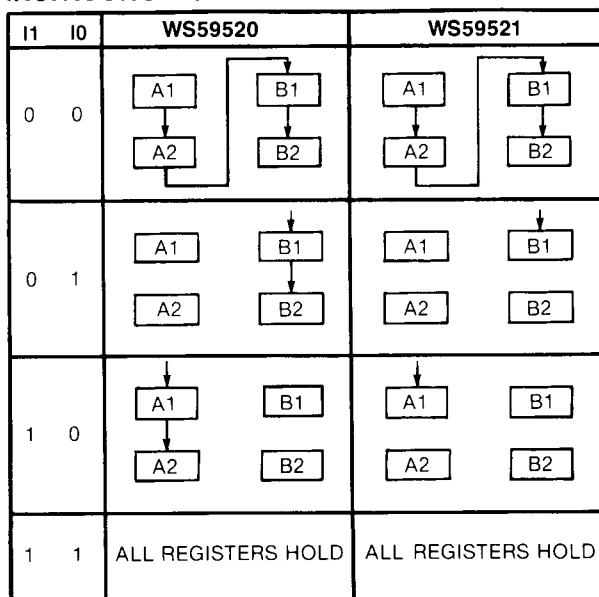 I1 I0 WS59520 WS59521
A1 B1 A1 B1
0 0
A2 B2 A2 B2
A1 B1 A1 B1
0 1
A2 B2 A2 B2
A1 B1 A1 B1
1 0
A2 B2 A2 B2
1 1 ALL REGISTERS HOLD ALL REGISTERS HOLD